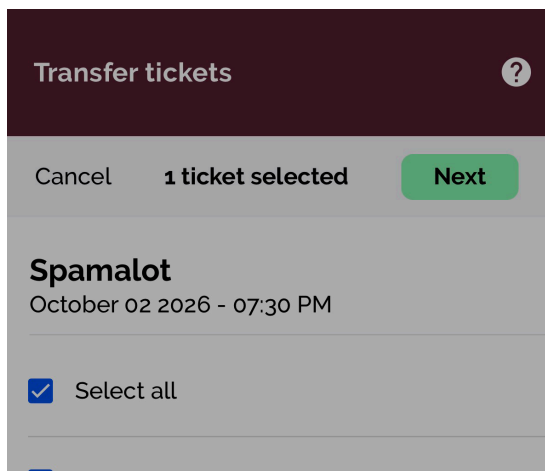 Transfer tickets
?
Cancel 1 ticket selected Next
Spamalot
October 02 2026 - 07:30 PM
Select all